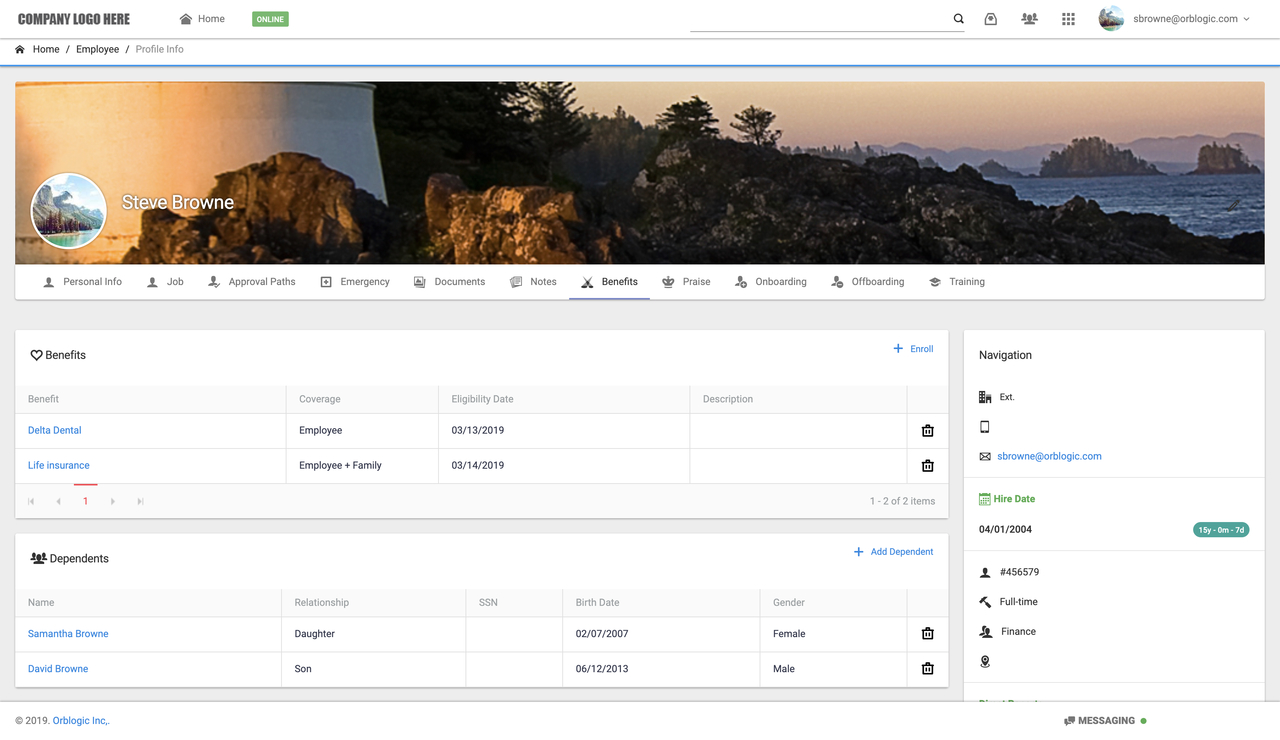 COMPANY LOGO HERE
Home
ONLINE
sbrowne@orblogic.com
Home / Employee / Profile Info
Steve Browne
Personal Info
Job
Approval Paths
Emergency
Documents
Notes
Benefits
Praise
Onboarding
Offboarding
Training
Benefits
Enroll
Benefit Coverage Eligibility Date Description
Delta Dental Employee 03/13/2019
Life insurance Employee + Family 03/14/2019
1
1 - 2 of 2 items
Dependents
Add Dependent
Name Relationship SSN Birth Date Gender
Samantha Browne Daughter 02/07/2007 Female
David Browne Son 06/12/2013 Male
Navigation
Ext.
sbrowne@orblogic.com
Hire Date
04/01/2004 15y - 0m - 7d
#456579
Full-time
Finance
© 2019. Orblogic Inc,.
MESSAGING